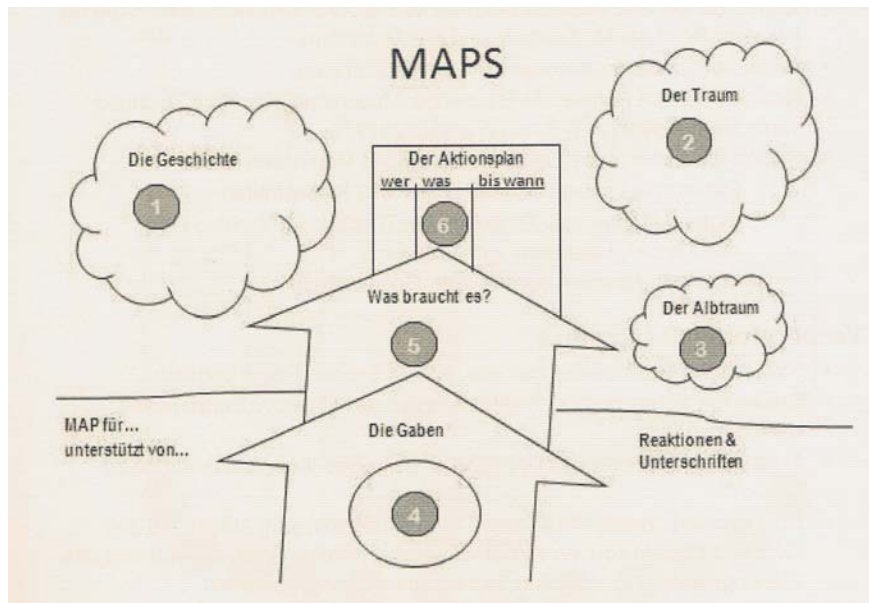 MAPS
Die Geschichte
1
Der Traum
2
Der Albtraum
3
Der Aktionsplan
wer was bis wann
6
Was braucht es?
5
Die Gaben
4
MAP für...
unterstützt von...
Reaktionen &
Unterschriften